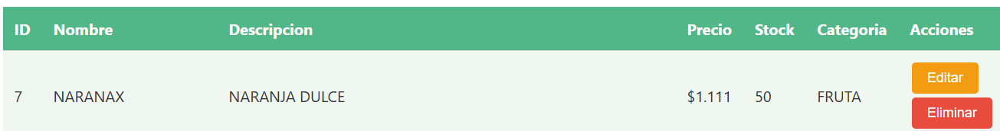 ID Nombre Descripcion Precio Stock Categoria Acciones
7 NARANAX NARANJA DULCE $1.111 50 FRUTA Editar
Eliminar